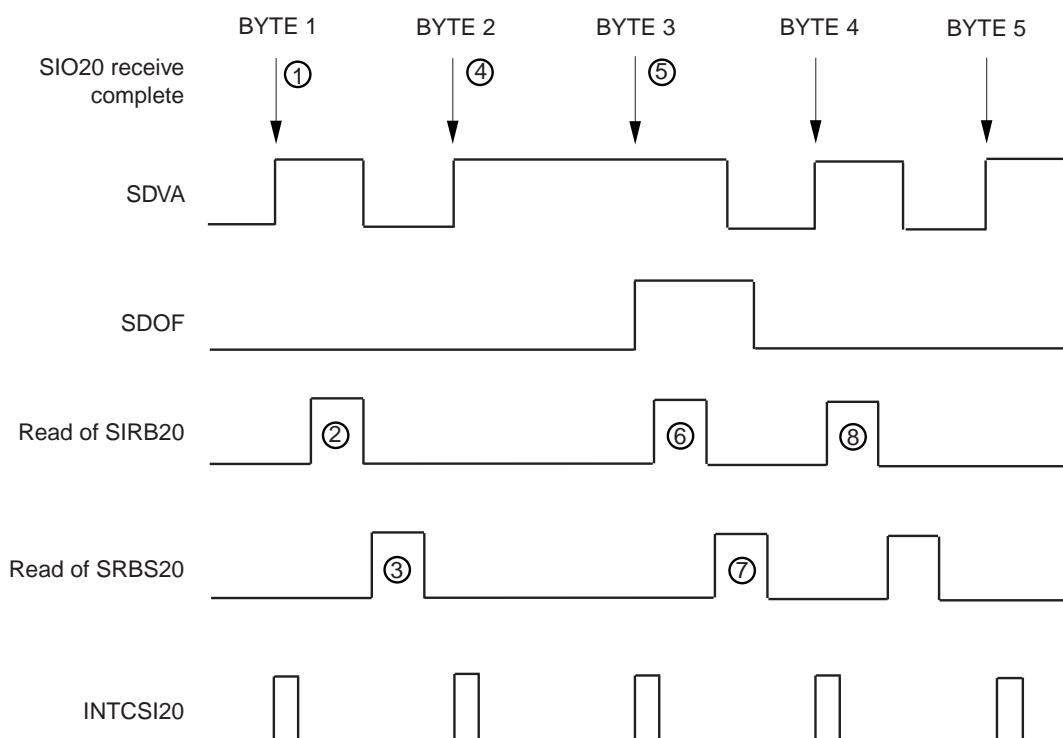 BYTE 1 BYTE 2 BYTE 3 BYTE 4 BYTE 5
SIO20 receive
complete
① ④ ⑤
SDVA
SDOF
Read of SIRB20 ② ⑥ ⑧
Read of SRBS20 ③ ⑦
INTCSI20